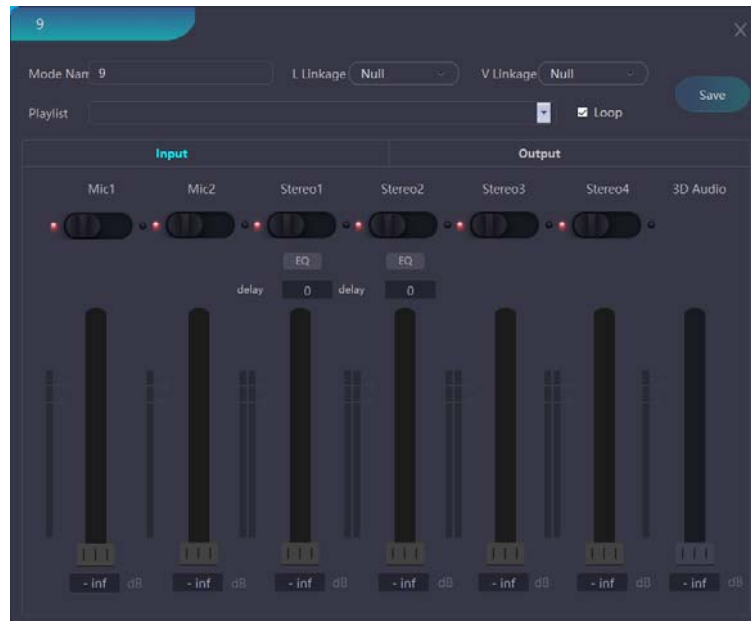 9
X
Mode Nam 9 L Linkage Null V Linkage Null
Save
Playlist Loop
Input Output
Mic1 Mic2 Stereo1 Stereo2 Stereo3 Stereo4 3D Audio
EQ EQ
delay 0 delay 0
- inf dB - inf dB - inf dB - inf dB - inf dB - inf dB - inf dB